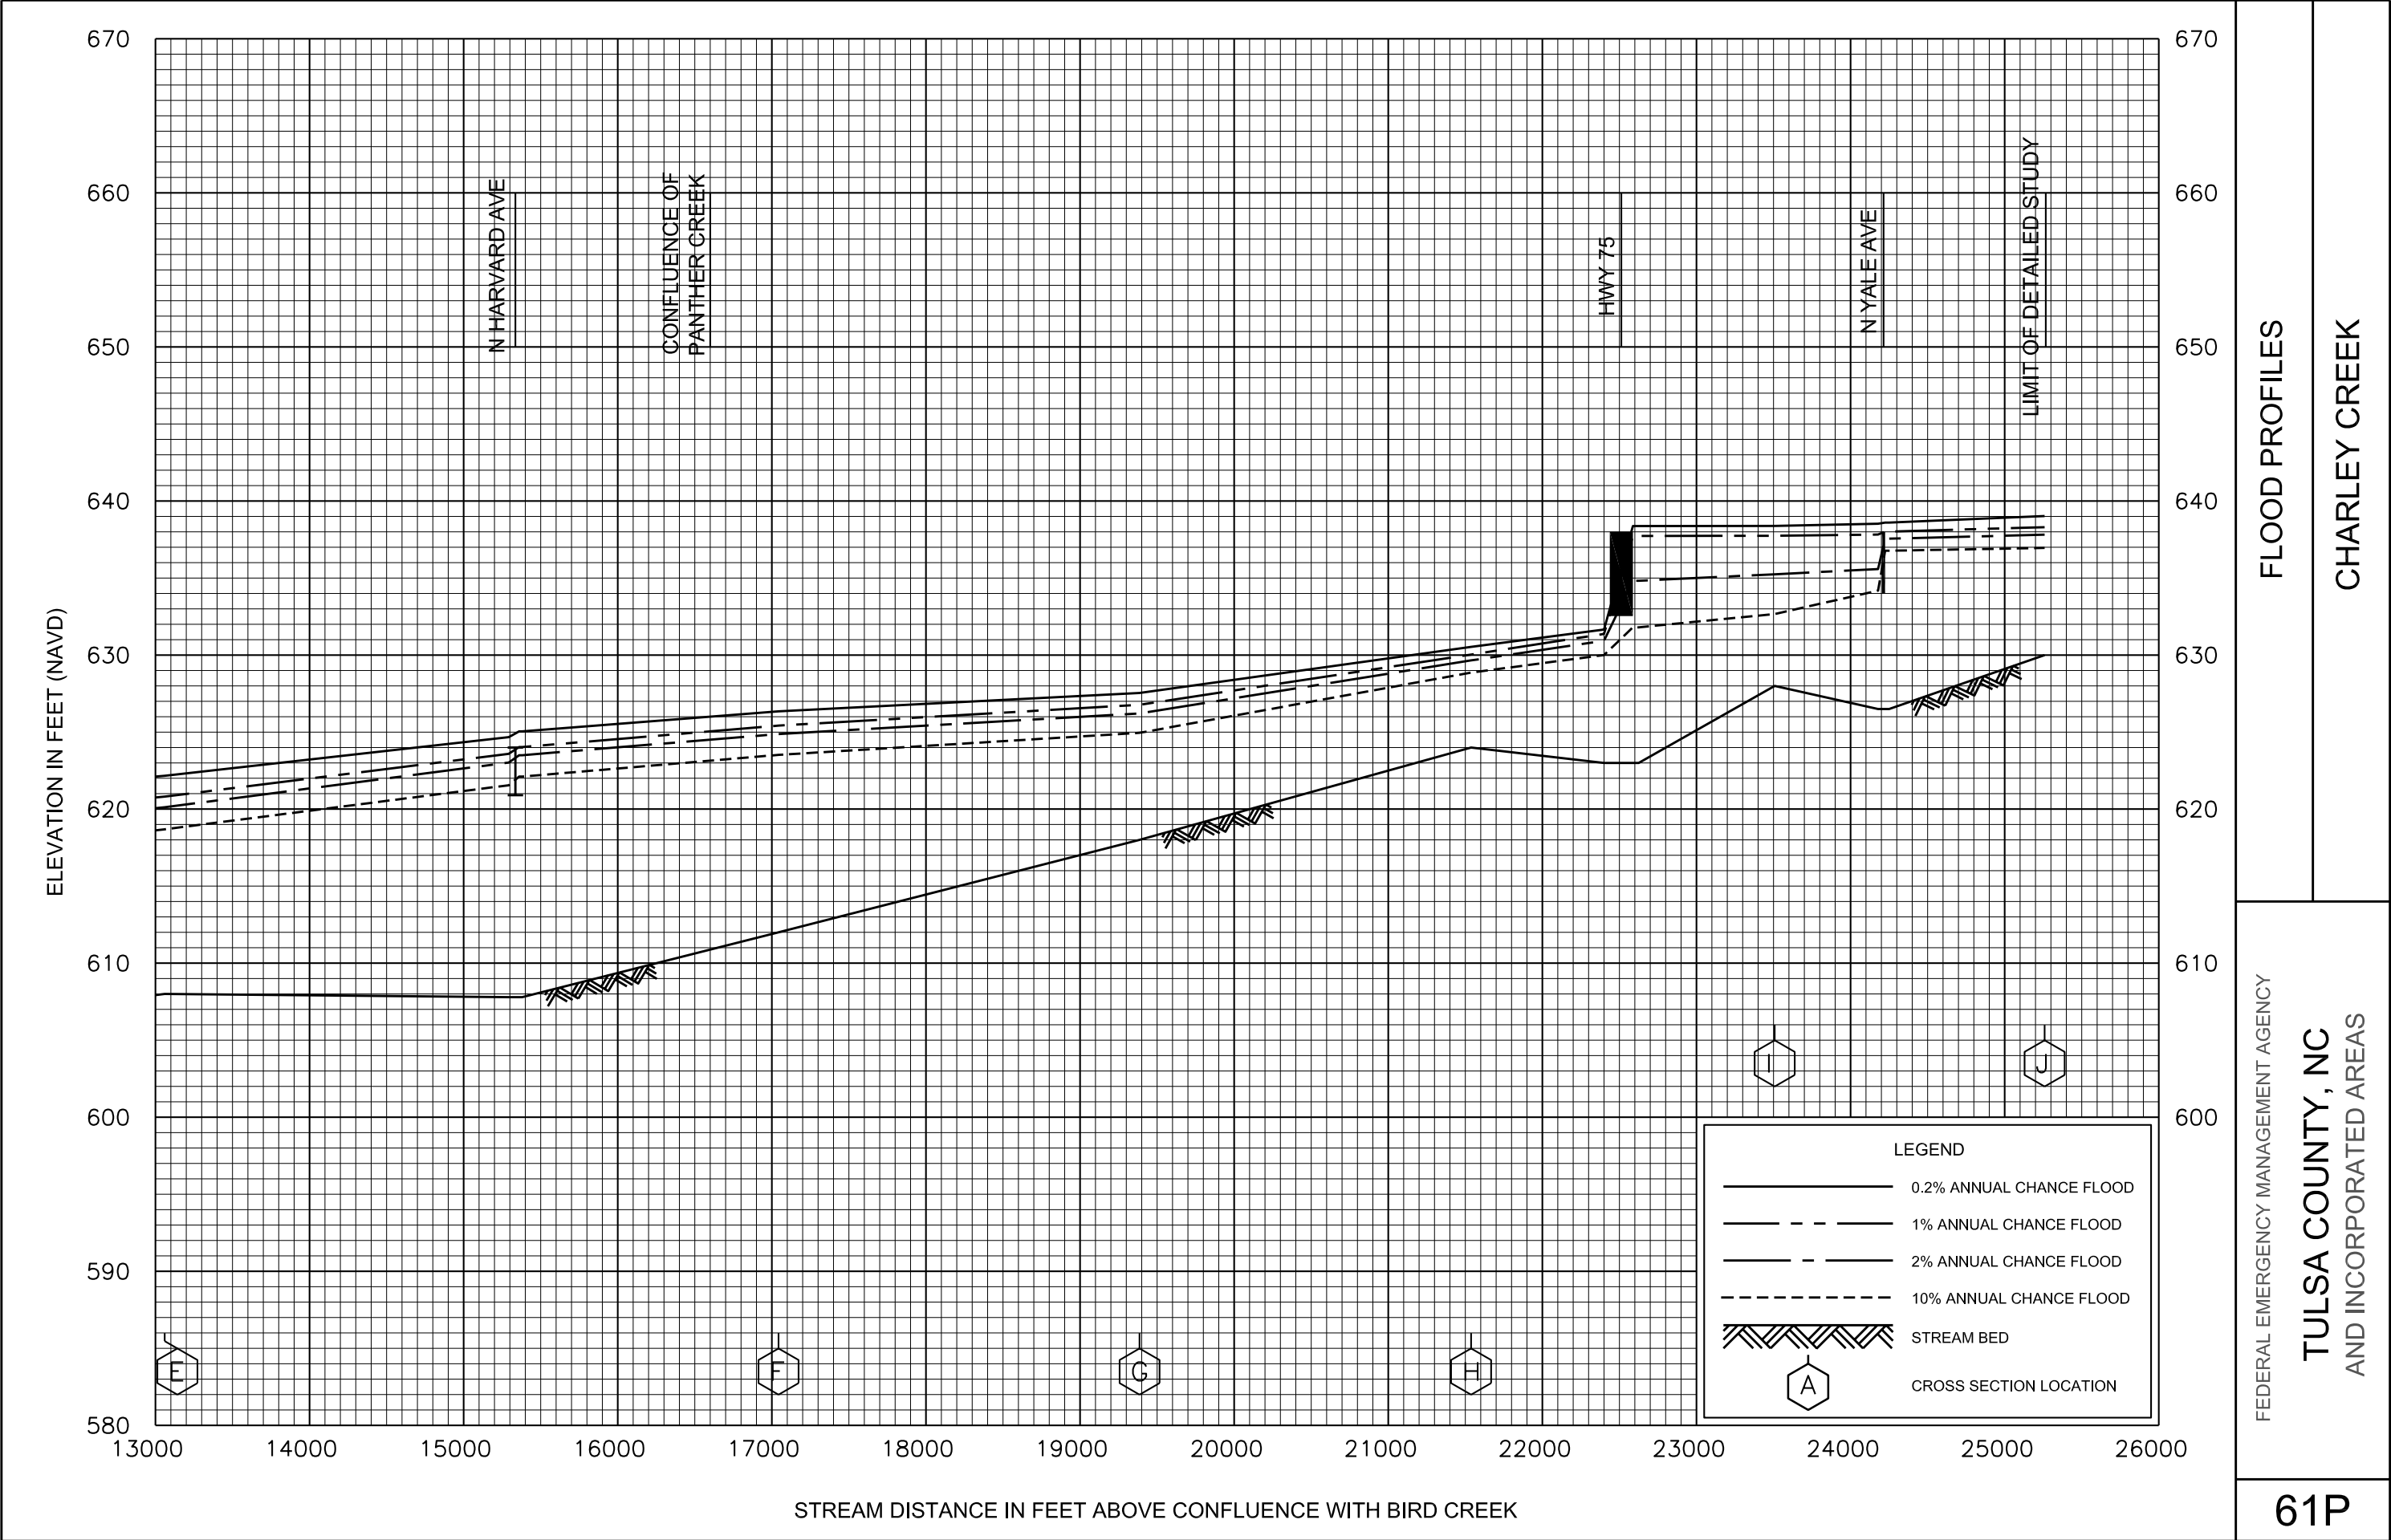 670
660
650
640
630
620
610
600
590
580
ELEVATION IN FEET (NAVD)
N HARVARD AVE
CONFLUENCE OF
PANTHER CREEK
HWY 75
N YALE AVE
LIMIT OF DETAILED STUDY
670
660
650
640
630
620
610
600
E
F
G
H
I
J
LEGEND
0.2% ANNUAL CHANCE FLOOD
1% ANNUAL CHANCE FLOOD
2% ANNUAL CHANCE FLOOD
10% ANNUAL CHANCE FLOOD
STREAM BED
A
CROSS SECTION LOCATION
13000 14000 15000 16000 17000 18000 19000 20000 21000 22000 23000 24000 25000 26000
STREAM DISTANCE IN FEET ABOVE CONFLUENCE WITH BIRD CREEK
FLOOD PROFILES
CHARLEY CREEK
FEDERAL EMERGENCY MANAGEMENT AGENCY
TULSA COUNTY, NC
AND INCORPORATED AREAS
61P